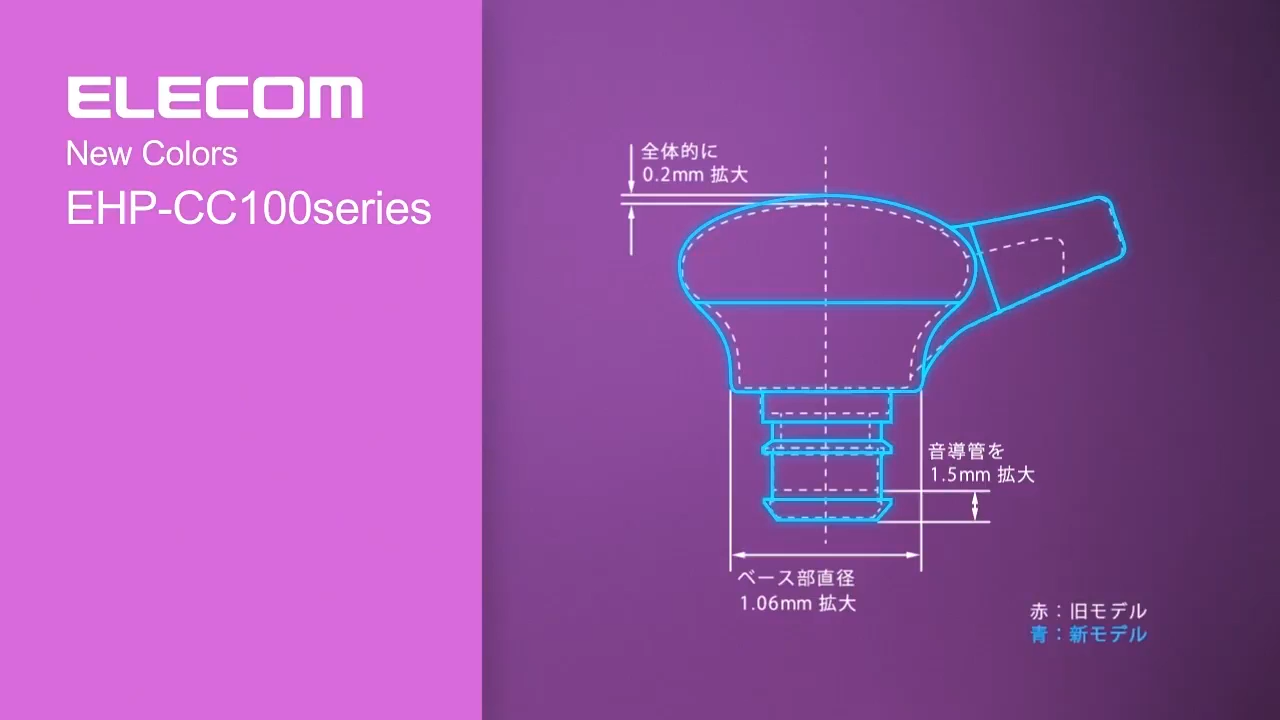 ELECOM
New Colors
EHP-CC100series
全体的に
0.2mm 拡大
音導管を
1.5mm 拡大
ベース部直径
1.06mm 拡大
赤：旧モデル
青：新モデル